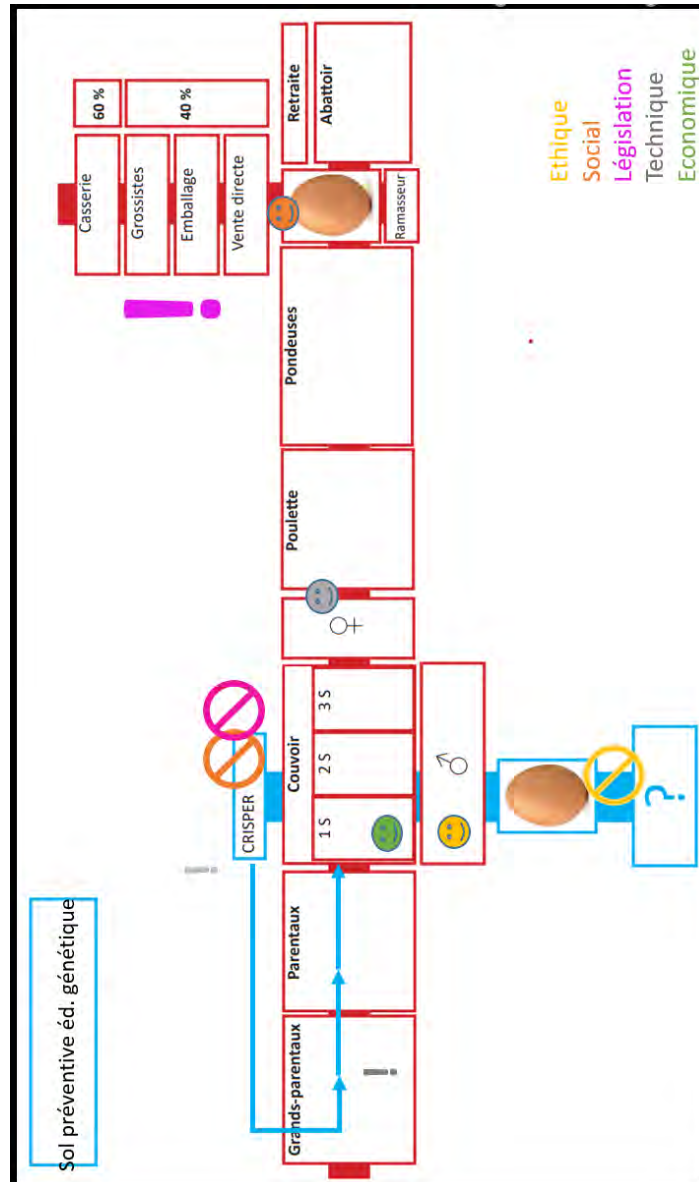 Sol préventive éd. génétique
Casserie
60 %
Grossistes
40 %
Emballage
Vente directe
!
!
CRISPER
Grands-parentaux
Parentaux
Couvoir
Poulette
Pondeuses
Retraite
1 S
2 S
3 S
♀
Abattoir
!
Ramasseur
♂
?
Ethique
Social
Législation
Technique
Economique